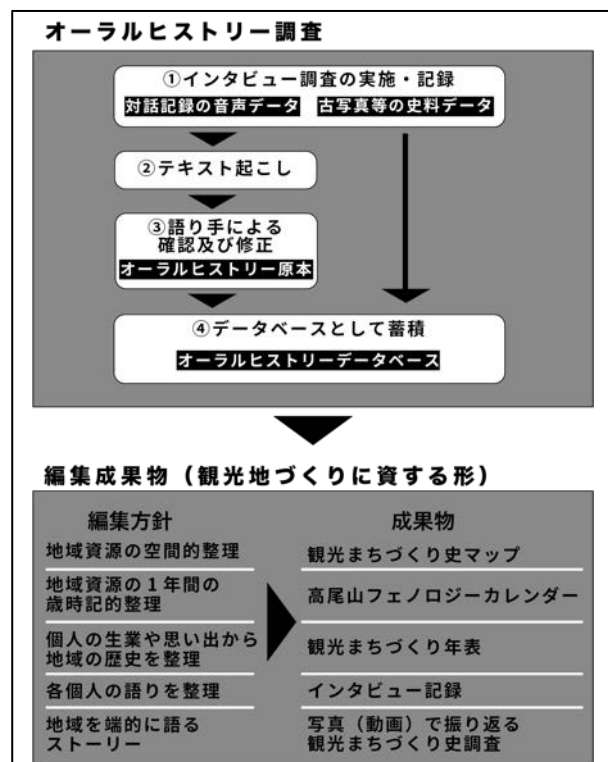 オーラルヒストリー調査
①インタビュー調査の実施・記録
対話記録の音声データ 古写真等の史料データ
②テキスト起こし
③語り手による
確認及び修正
オーラルヒストリー原本
④データベースとして蓄積
オーラルヒストリーデータベース
編集成果物（観光地づくりに資する形）
編集方針
地域資源の空間的整理
地域資源の１年間の
歳時記的整理
個人の生業や思い出から
地域の歴史を整理
各個人の語りを整理
地域を端的に語る
ストーリー
成果物
観光まちづくり史マップ
高尾山フェノロジーカレンダー
観光まちづくり年表
インタビュー記録
写真（動画）で振り返る
観光まちづくり史調査